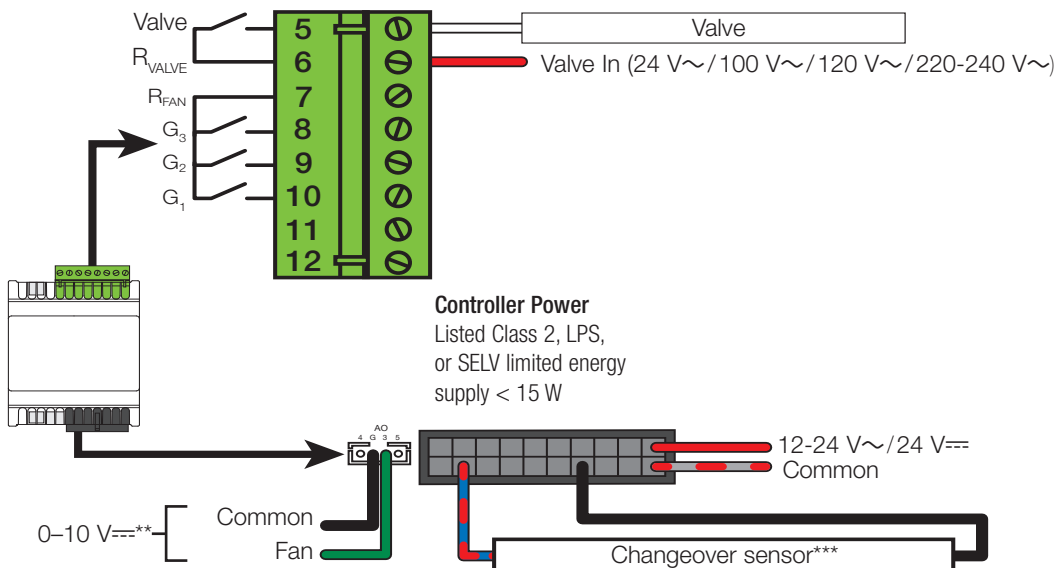 Valve 5 Valve
R VALVE 6 Valve In (24 V～/100 V～/120 V～/220-240 V～)
R FAN 7
G3 8
G2 9
G1 10
11
12
Controller Power
Listed Class 2, LPS,
or SELV limited energy
supply < 15 W
AO
4 G 3 5
12-24 V～/24 V⎓
Common
0–10 V⎓**
Common
Fan
Changeover sensor***